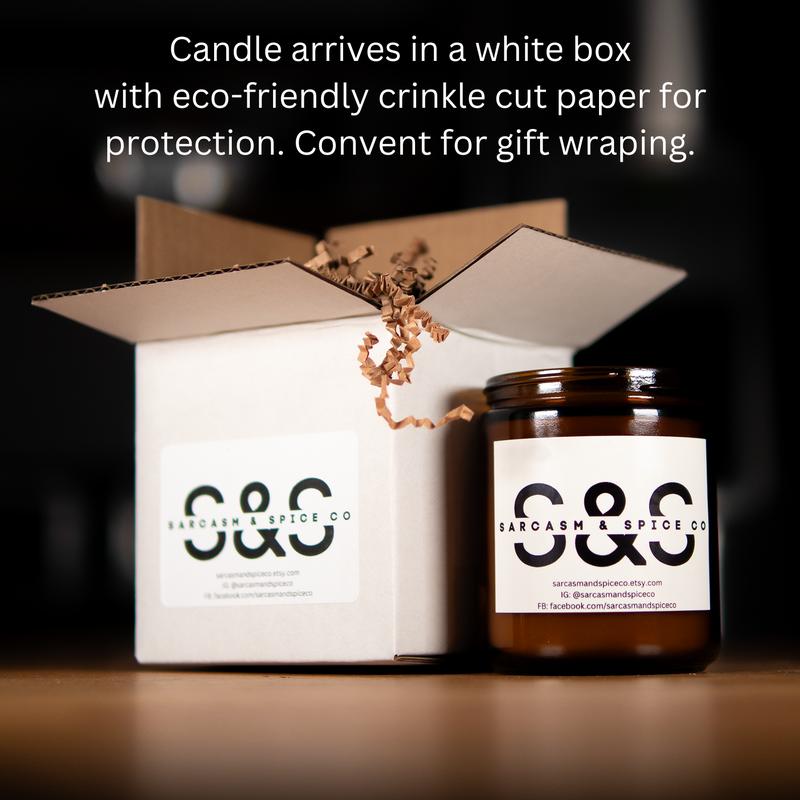 Candle arrives in a white box
with eco-friendly crinkle cut paper for
protection. Convent for gift wraping.
S&S
SARCASM & SPICE CO
sarcasmandspiceco.etsy.com
IG: @sarcasmandspiceco
FB: facebook.com/sarcasmandspiceco
S&S
SARCASM & SPICE CO
sarcasmandspiceco.etsy.com
IG: @sarcasmandspiceco
FB: facebook.com/sarcasmandspiceco